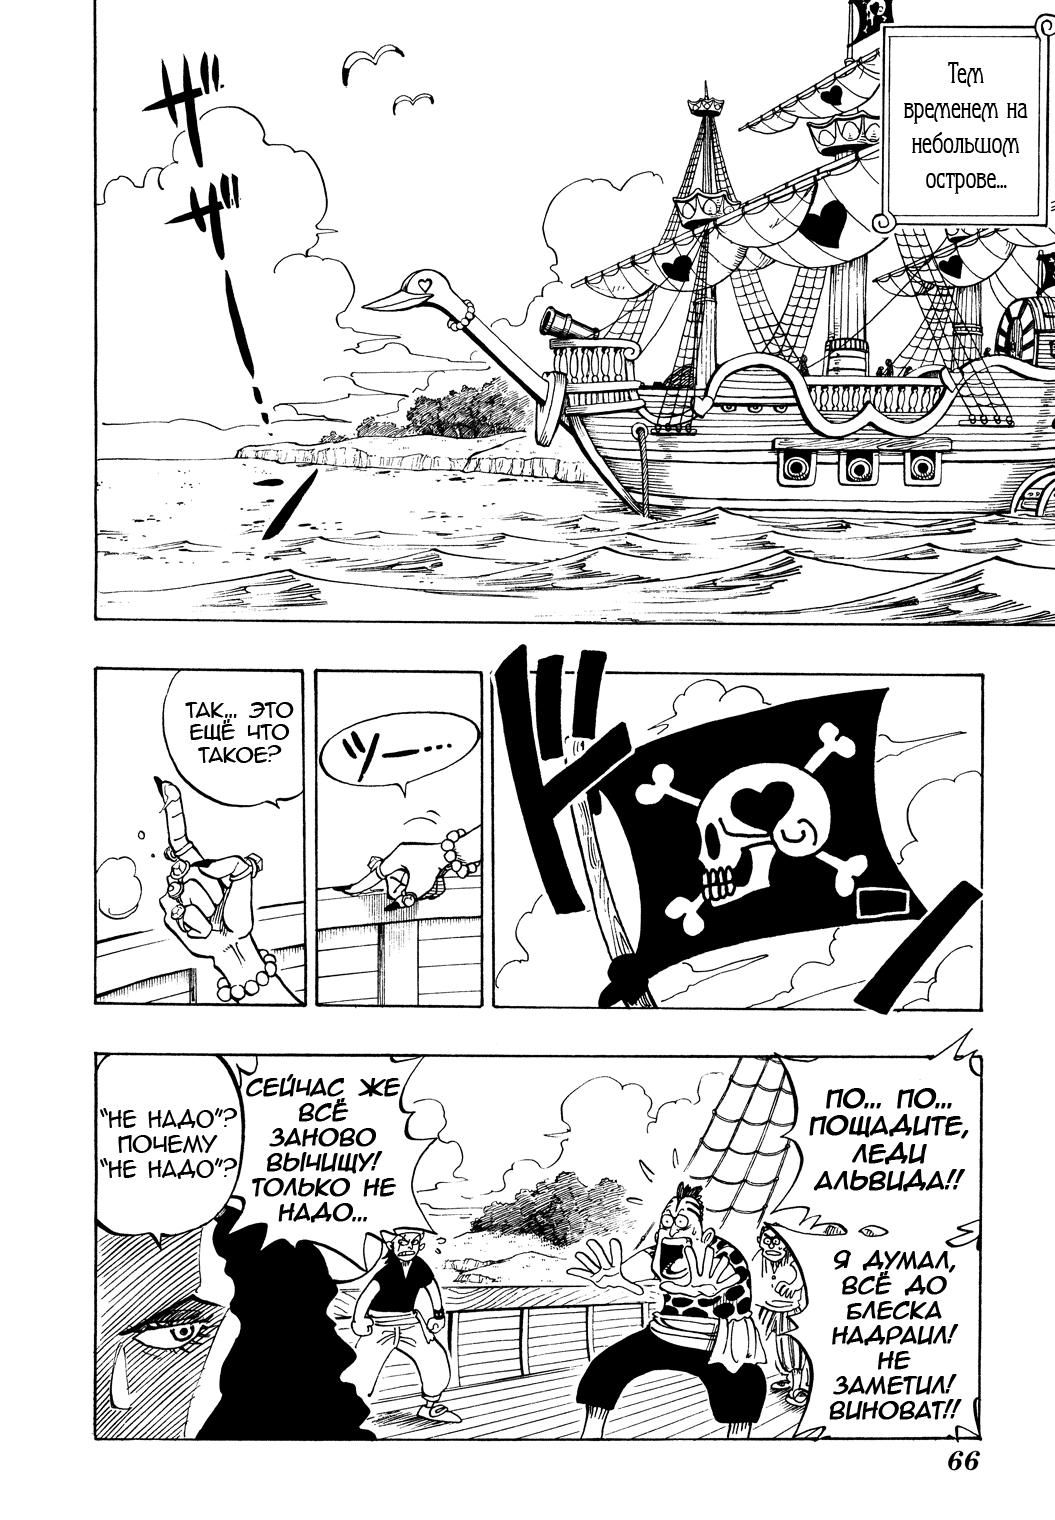 Тем
временем на
небольшом
острове...
ザ"
ザ"
ドン
ツー…
ТАК... ЭТО
ЕЩЁ ЧТО
ТАКОЕ?
ПО... ПО...
ПОЩАДИТЕ,
ЛЕДИ
АЛЬВИДА!!
Я ДУМАЛ,
ВСЁ ДО
БЛЕСКА
НАДРАИЛ!
НЕ
ЗАМЕТИЛ!
ВИНОВАТ!!
СЕЙЧАС ЖЕ
ВСЁ
ЗАНОВО
ВЫЧИЩУ!
ТОЛЬКО НЕ
НАДО...
"НЕ НАДО"?
ПОЧЕМУ
"НЕ НАДО"?
66